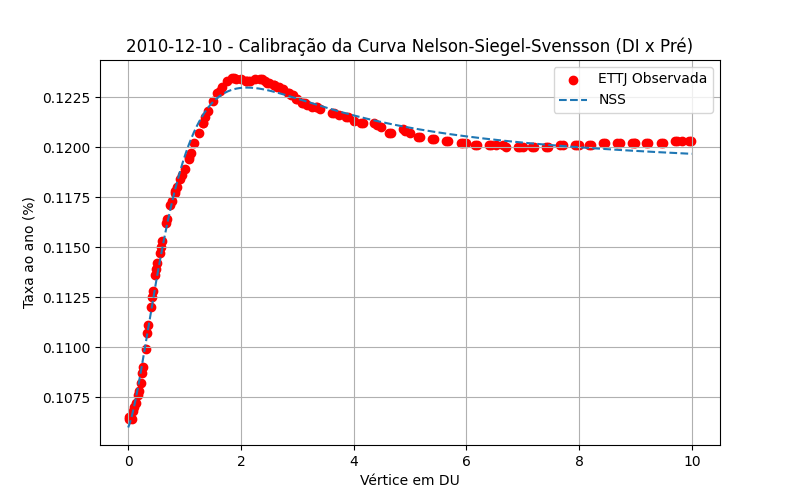 2010-12-10 - Calibração da Curva Nelson-Siegel-Svensson (DI x Pré)
ETTJ Observada
NSS
0.1225
0.1200
0.1175
0.1150
0.1125
0.1100
0.1075
Taxa ao ano (%)
0 2 4 6 8 10
Vértice em DU